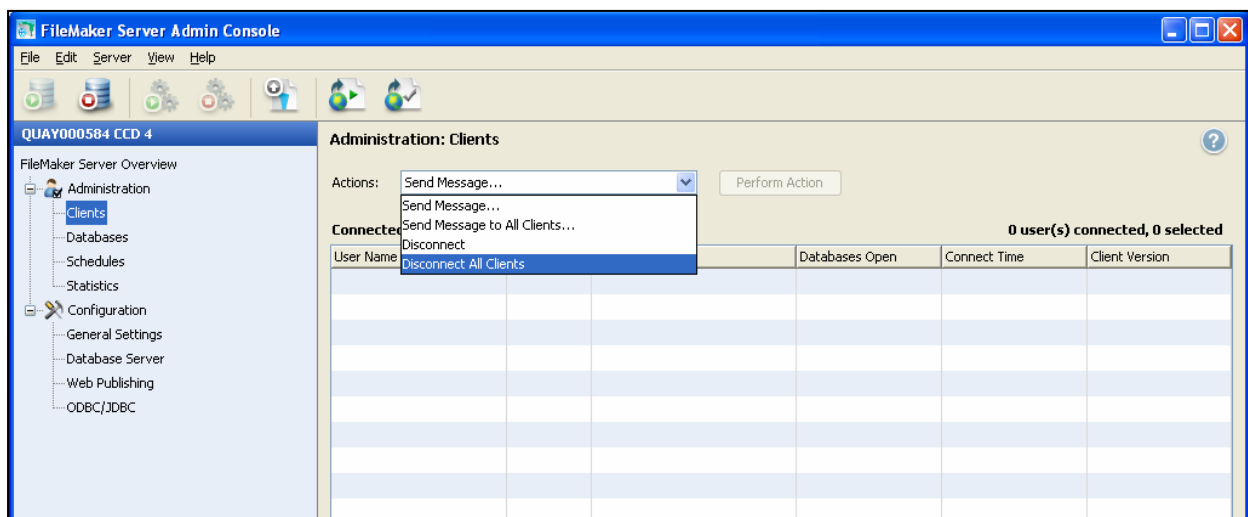 FileMaker Server Admin Console
File Edit Server View Help
QUAY000584 CCD 4
FileMaker Server Overview
Administration
Clients
Databases
Schedules
Statistics
Configuration
General Settings
Database Server
Web Publishing
ODBC/JDBC
Administration: Clients
?
Actions: Send Message... Perform Action
Send Message...
Send Message to All Clients...
Disconnect
Disconnect All Clients
Connected 0 user(s) connected, 0 selected
User Name Databases Open Connect Time Client Version